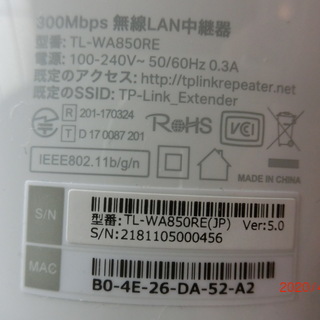 300Mbps 無線LAN中継器
型番: TL-WA850RE
電源: 100-240V~ 50/60Hz 0.3A
既定のアクセス: http://tplinkrepeater.net
既定のSSID: TP-Link_Extender
R 201-170324
T D 17 0087 201
RoHS
VCCI
IEEE802.11b/g/n
MADE IN CHINA
S/N
型番: TL-WA850RE(JP) Ver:5.0
S/N:2181105000456
MAC
B0-4E-26-DA-52-A2
2025